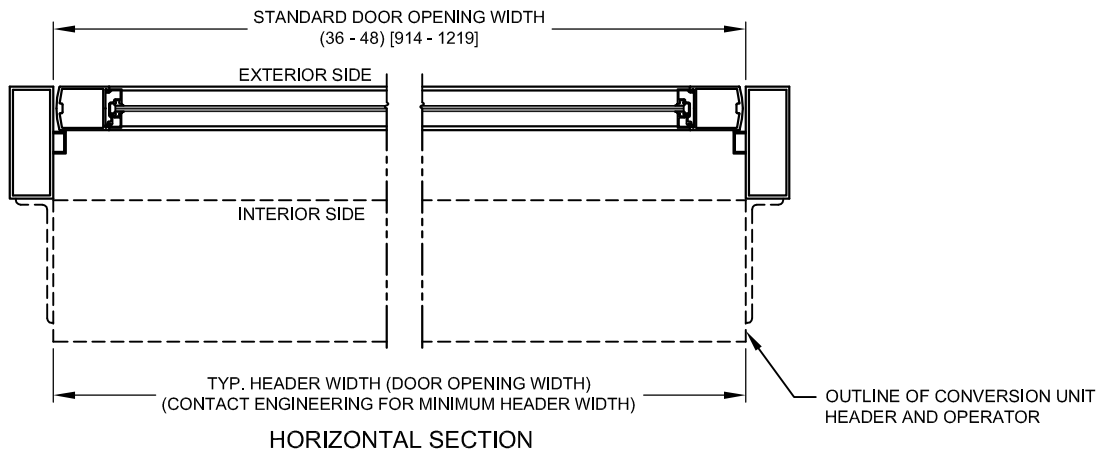 STANDARD DOOR OPENING WIDTH
(36 - 48) [914 - 1219]
EXTERIOR SIDE
INTERIOR SIDE
TYP. HEADER WIDTH (DOOR OPENING WIDTH)
(CONTACT ENGINEERING FOR MINIMUM HEADER WIDTH)
OUTLINE OF CONVERSION UNIT
HEADER AND OPERATOR
HORIZONTAL SECTION